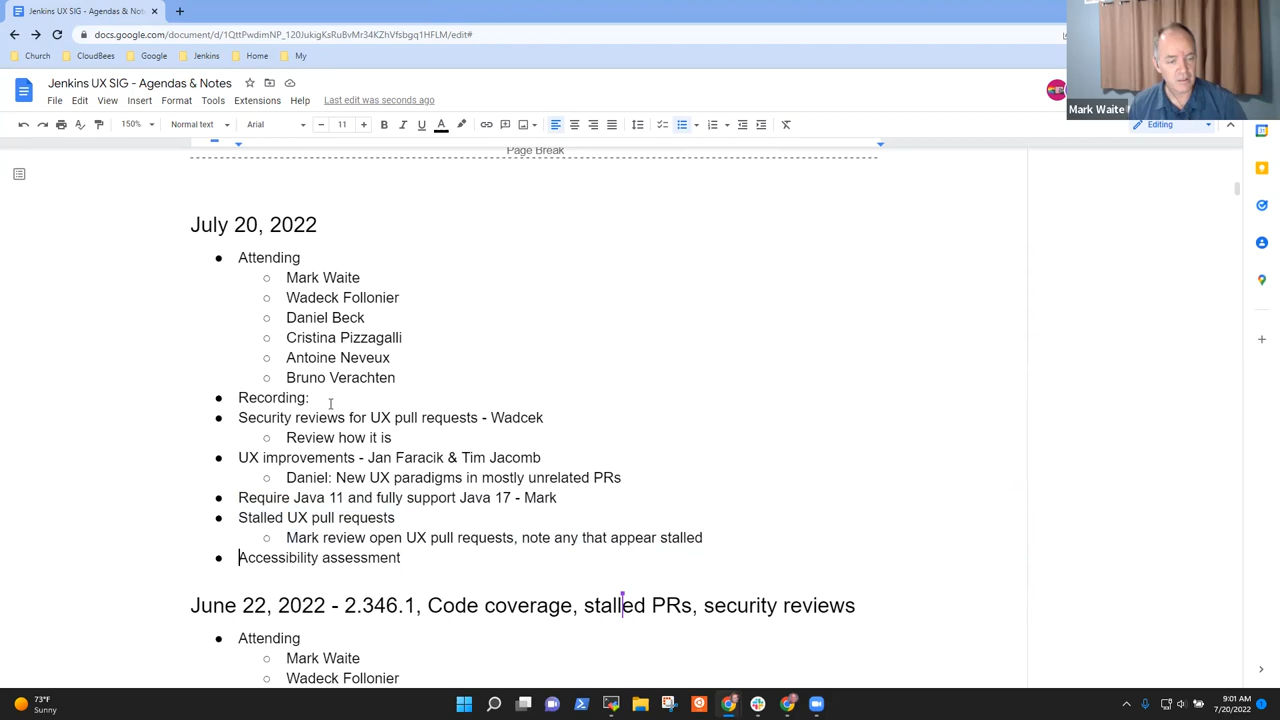 Jenkins UX SIG - Agendas & Notes
docs.google.com/document/d/1QttPwdimNP_120JukigKsRuBvMr34KZhVfsbgq1HFLM/edit#
Church CloudBees Google Jenkins Home My
Jenkins UX SIG - Agendas & Notes
File Edit View Insert Format Tools Extensions Help Last edit was seconds ago
Mark Waite
150% Normal text Arial 11 Editing
Page Break
July 20, 2022
Attending
Mark Waite
Wadeck Follonier
Daniel Beck
Cristina Pizzagalli
Antoine Neveux
Bruno Verachten
Recording:
Security reviews for UX pull requests - Wadcek
Review how it is
UX improvements - Jan Faracik & Tim Jacomb
Daniel: New UX paradigms in mostly unrelated PRs
Require Java 11 and fully support Java 17 - Mark
Stalled UX pull requests
Mark review open UX pull requests, note any that appear stalled
Accessibility assessment
June 22, 2022 - 2.346.1, Code coverage, stalled PRs, security reviews
Attending
Mark Waite
Wadeck Follonier
73°F
Sunny
9:01 AM
7/20/2022